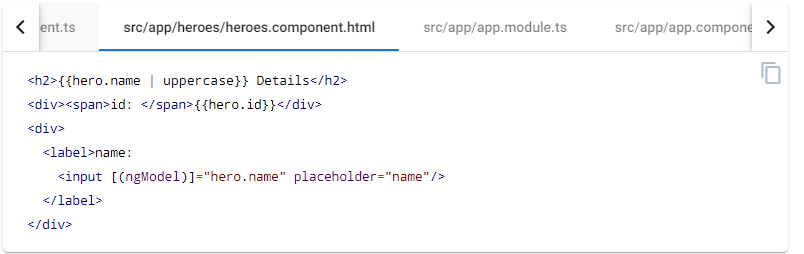 ent.ts src/app/heroes/heroes.component.html src/app/app.module.ts src/app/app.compone
<h2>{{hero.name | uppercase}} Details</h2>
<div><span>id: </span>{{hero.id}}</div>
<div>
  <label>name:
    <input [(ngModel)]="hero.name" placeholder="name"/>
  </label>
</div>